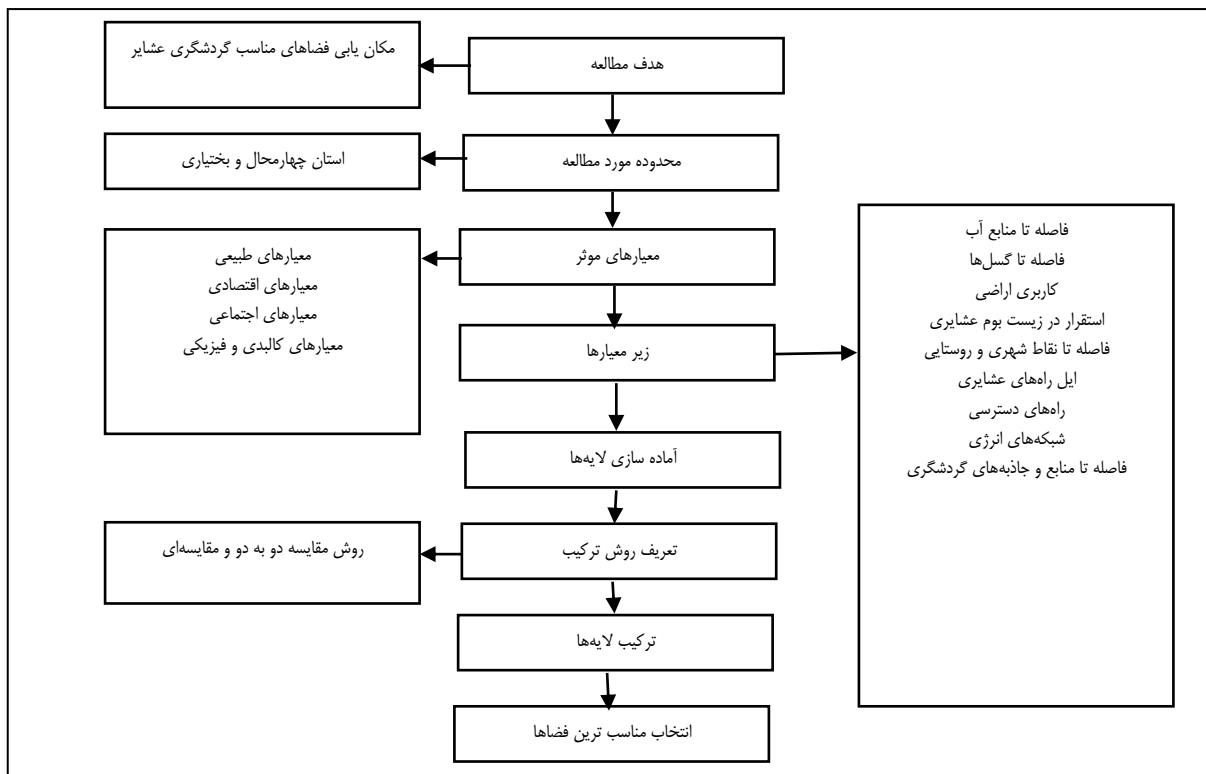 هدف مطالعه
مکان یابی فضاهای مناسب گردشگری عشایر
محدوده مورد مطالعه
استان چهارمحال و بختیاری
معیارهای موثر
معیارهای طبیعی
معیارهای اقتصادی
معیارهای اجتماعی
معیارهای کالبدی و فیزیکی
زیر معیارها
فاصله تا منابع آب
فاصله تا گسل‌ها
کاربری اراضی
استقرار در زیست بوم عشایری
فاصله تا نقاط شهری و روستایی
ایل راه‌های عشایری
راه‌های دسترسی
شبکه‌های انرژی
فاصله تا منابع و جاذبه‌های گردشگری
آماده سازی لایه‌ها
تعریف روش ترکیب
روش مقایسه دو به دو و مقایسه‌ای
ترکیب لایه‌ها
انتخاب مناسب ترین فضاها